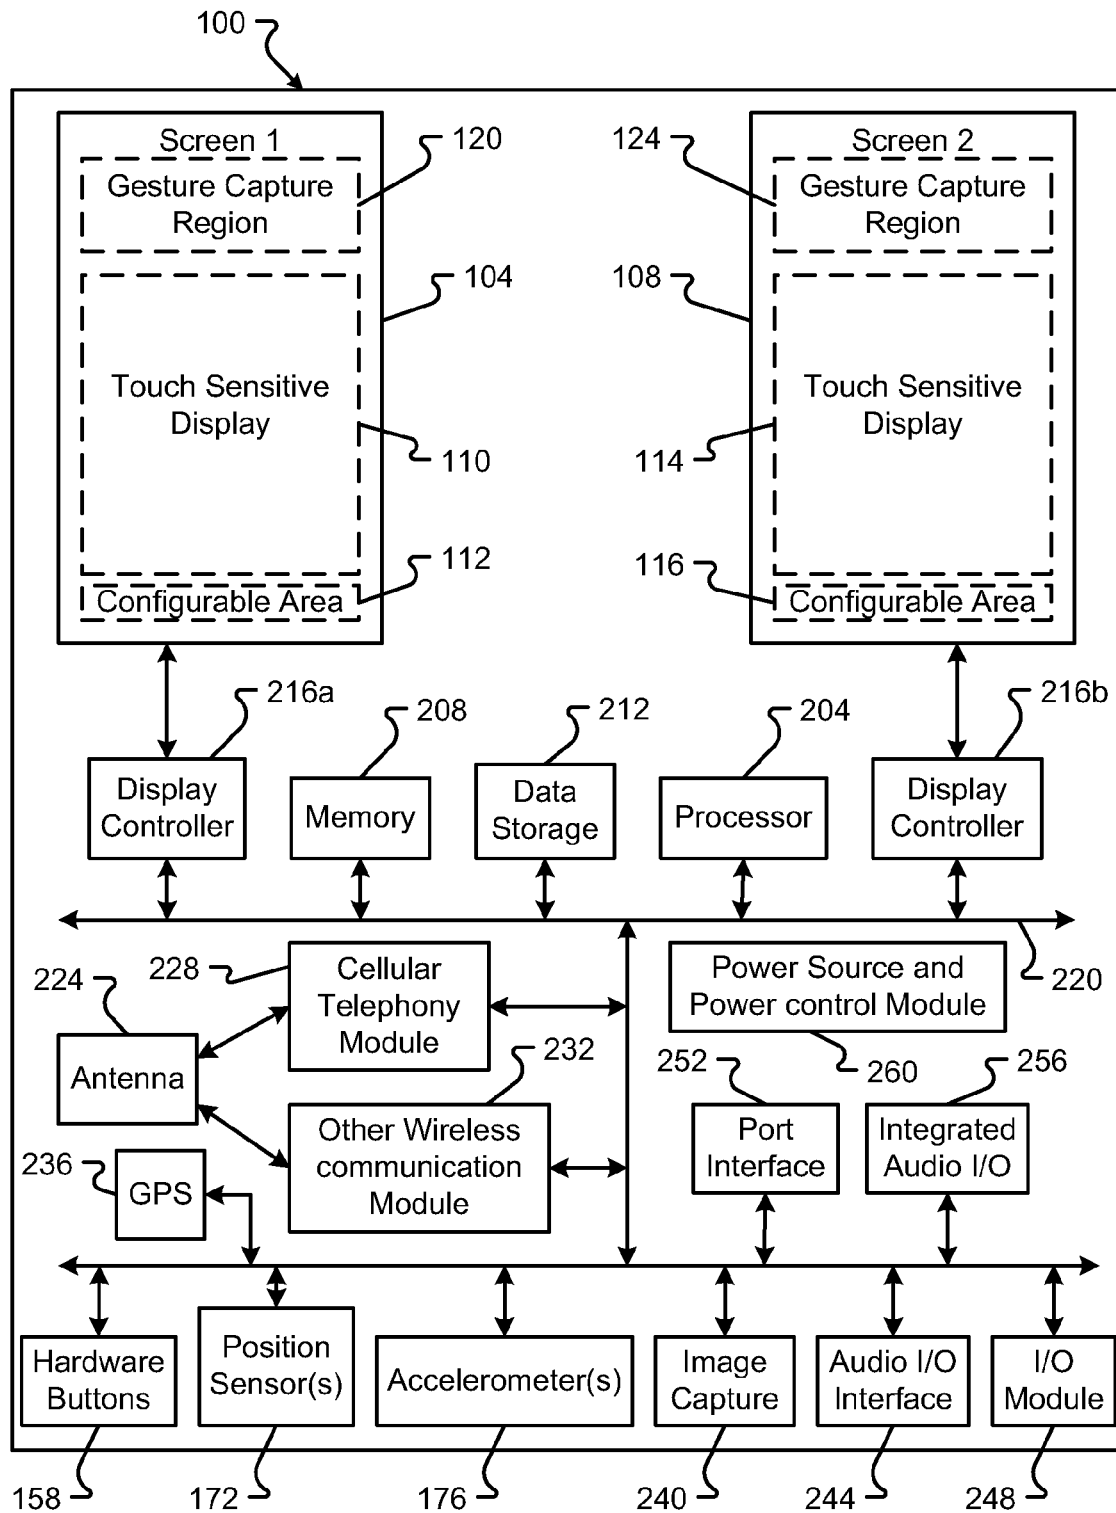 100
Screen 1
120
124
Screen 2
Gesture Capture
Region
Gesture Capture
Region
104
108
Touch Sensitive
Display
Touch Sensitive
Display
110
114
112
116
Configurable Area
Configurable Area
216a
208
212
204
216b
Display
Controller
Memory
Data
Storage
Processor
Display
Controller
224
228
Cellular
Telephony
Module
Power Source and
Power control Module
220
Antenna
232
252
260
256
Other Wireless
communication
Module
Port
Interface
Integrated
Audio I/O
236
GPS
Hardware
Buttons
Position
Sensor(s)
Accelerometer(s)
Image
Capture
Audio I/O
Interface
I/O
Module
158
172
176
240
244
248